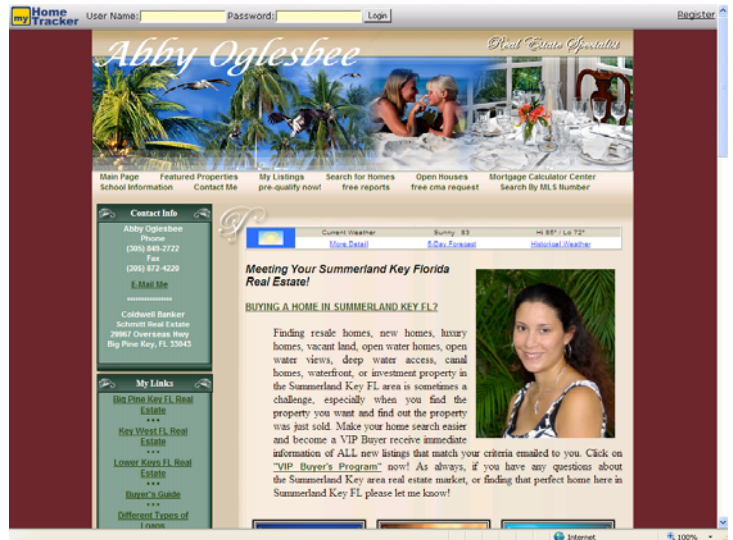 my Home Tracker User Name: Password: Login Register
Abby Oglesbee
Real Estate Specialist
Main Page Featured Properties My Listings Search for Homes Open Houses Mortgage Calculator Center
School Information Contact Me pre-qualify now! free reports free cma request Search By MLS Number
Contact Info
Abby Oglesbee
Phone
(305) 849-2722
Fax
(305) 872-4220
E-Mail Me
****************
Coldwell Banker
Schmitt Real Estate
29967 Overseas Hwy
Big Pine Key, FL 33043
My Links
Big Pine Key FL Real
Estate
•••
Key West FL Real
Estate
•••
Lower Keys FL Real
Estate
•••
Buyer's Guide
•••
Different Types of
Loans
Current Weather Sunny 83 Hi 85° / Lo 72°
More Detail 5-Day Forecast Historical Weather
Meeting Your Summerland Key Florida
Real Estate!
BUYING A HOME IN SUMMERLAND KEY FL?
Finding resale homes, new homes, luxury
homes, vacant land, open water homes, open
water views, deep water access, canal
homes, waterfront, or investment property in
the Summerland Key FL area is sometimes a
challenge, especially when you find the
property you want and find out the property
was just sold. Make your home search easier
and become a VIP Buyer receive immediate
information of ALL new listings that match your criteria emailed to you. Click on
"VIP Buyer's Program" now! As always, if you have any questions about
the Summerland Key area real estate market, or finding that perfect home here in
Summerland Key FL please let me know!
Internet 100%